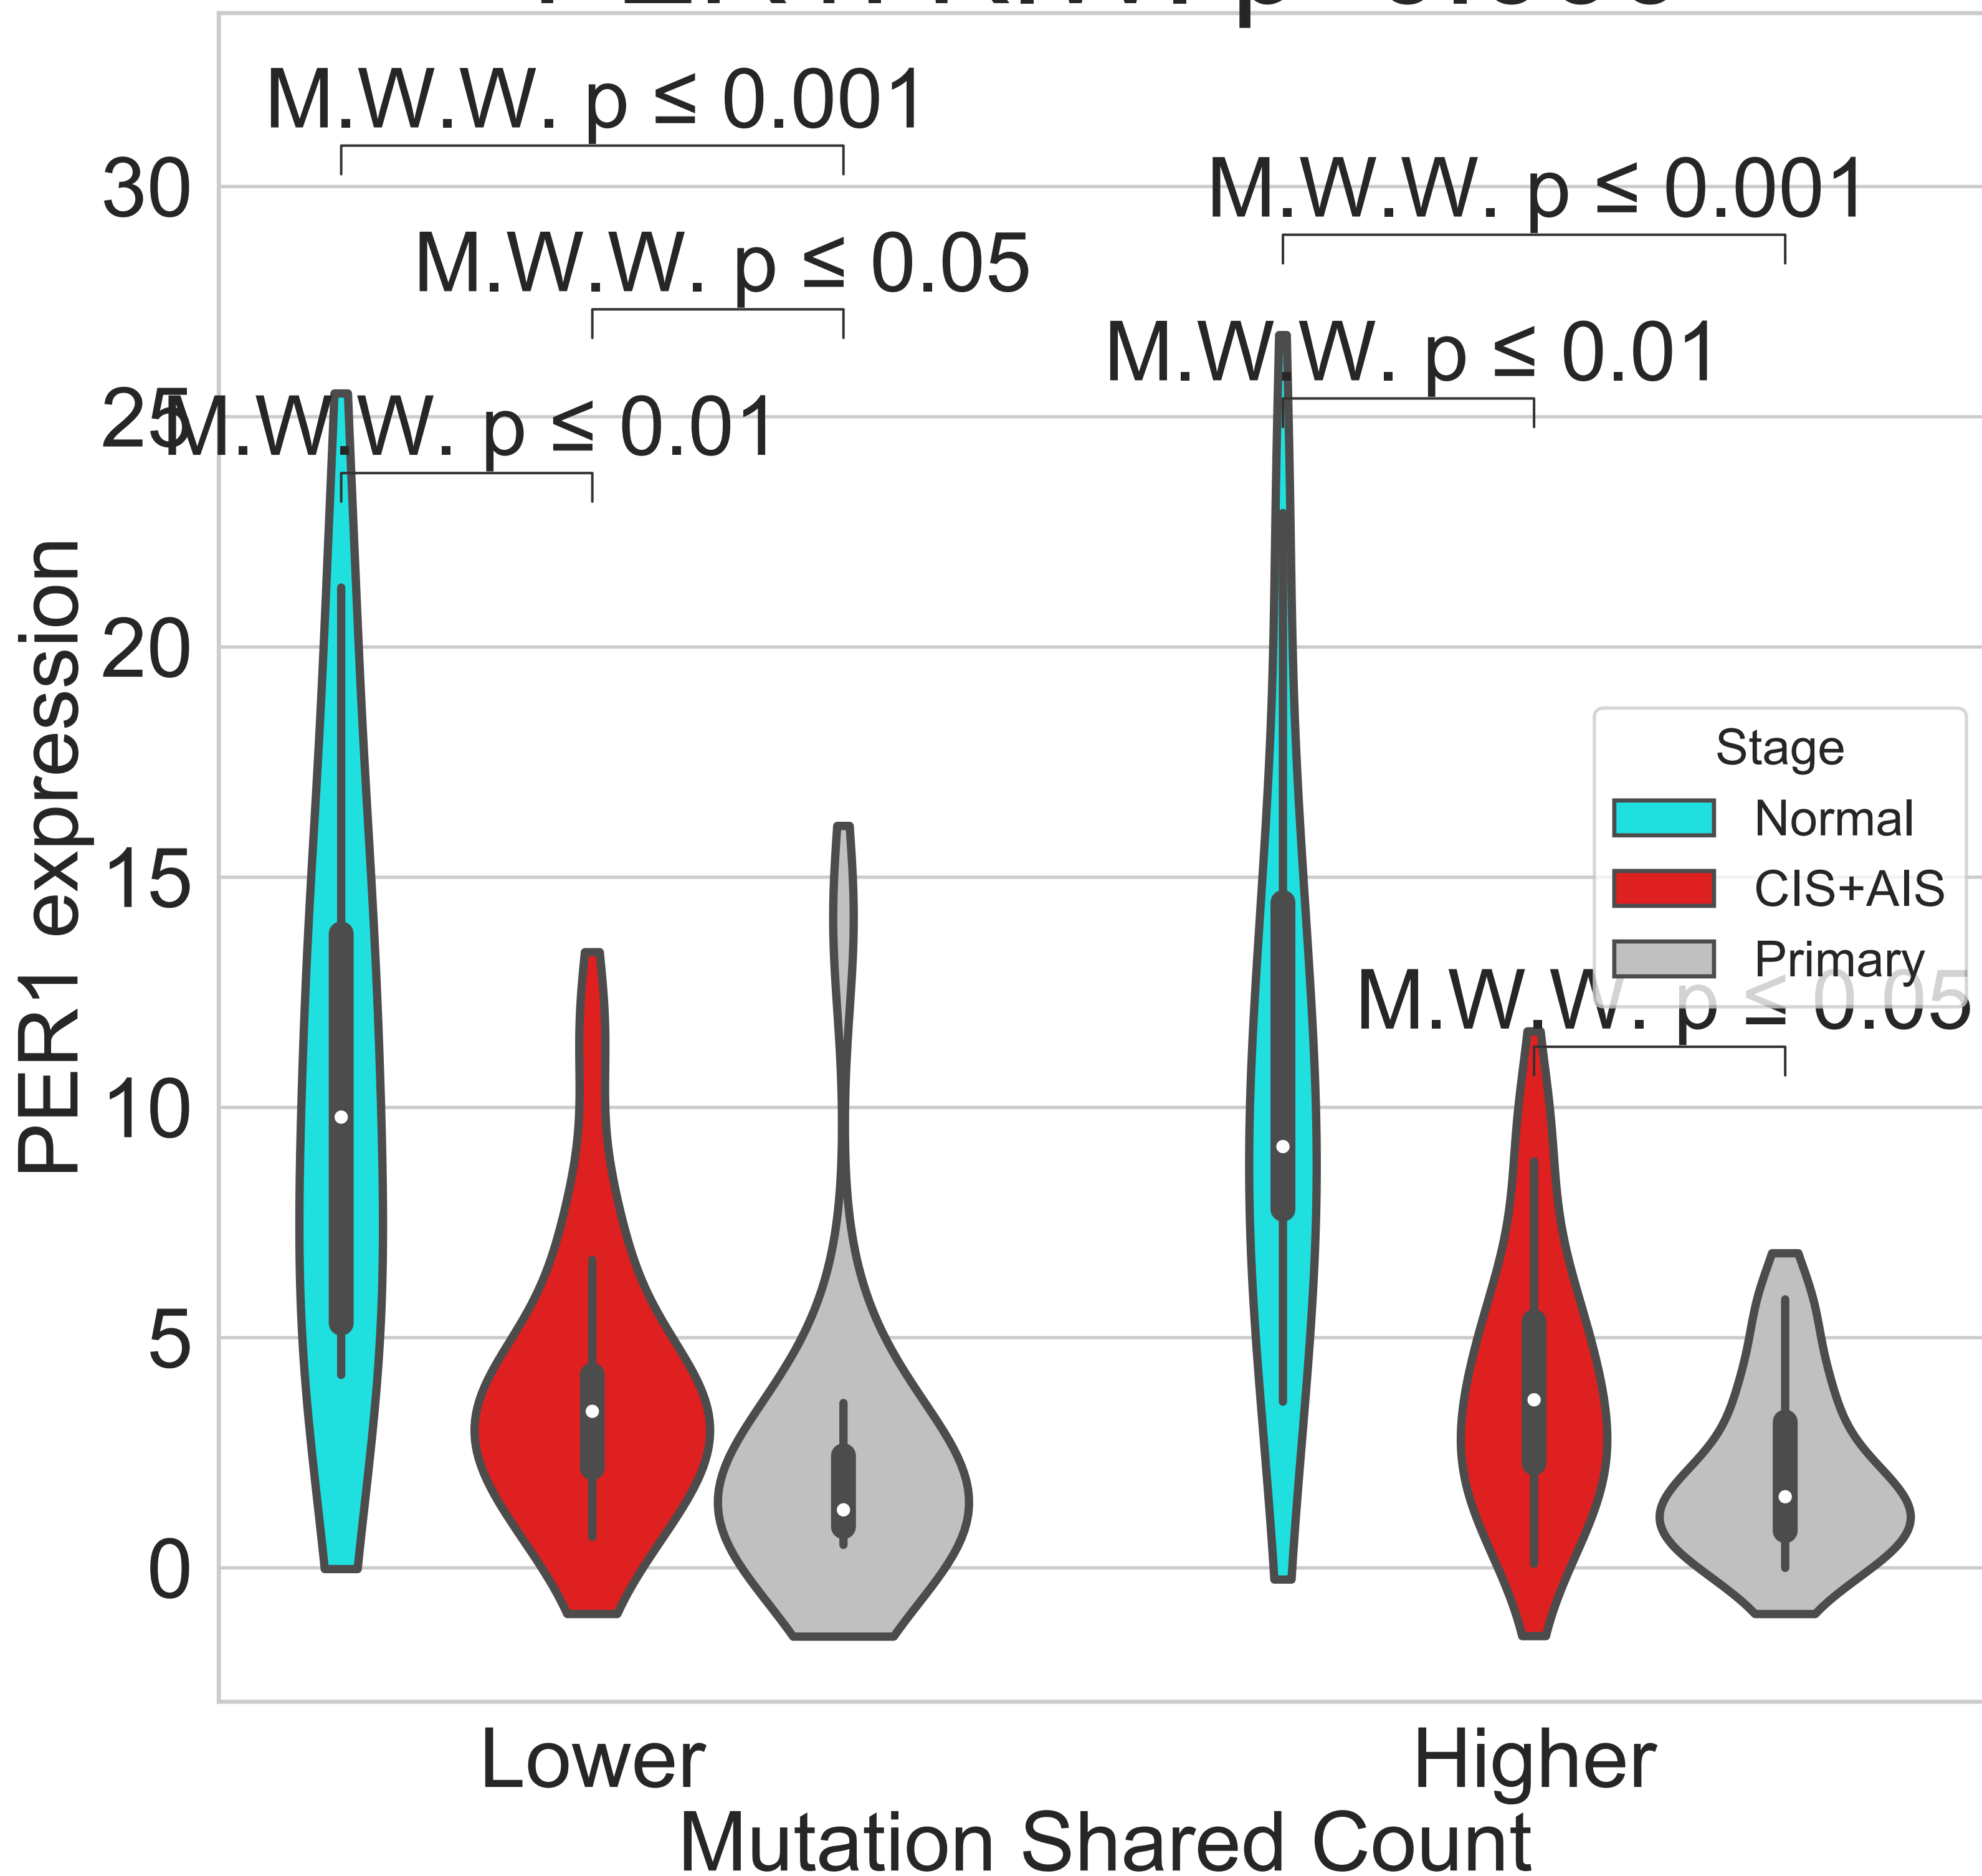 M.W.W. p ≤ 0.001
30
M.W.W. p ≤ 0.001
M.W.W. p ≤ 0.05
M.W.W. p ≤ 0.01
25
M.W.W. p ≤ 0.01
20
Stage
Normal
CIS+AIS
Primary
15
M.W.W. p ≤ 0.05
10
5
0
PER1 expression
Lower
Higher
Mutation Shared Count